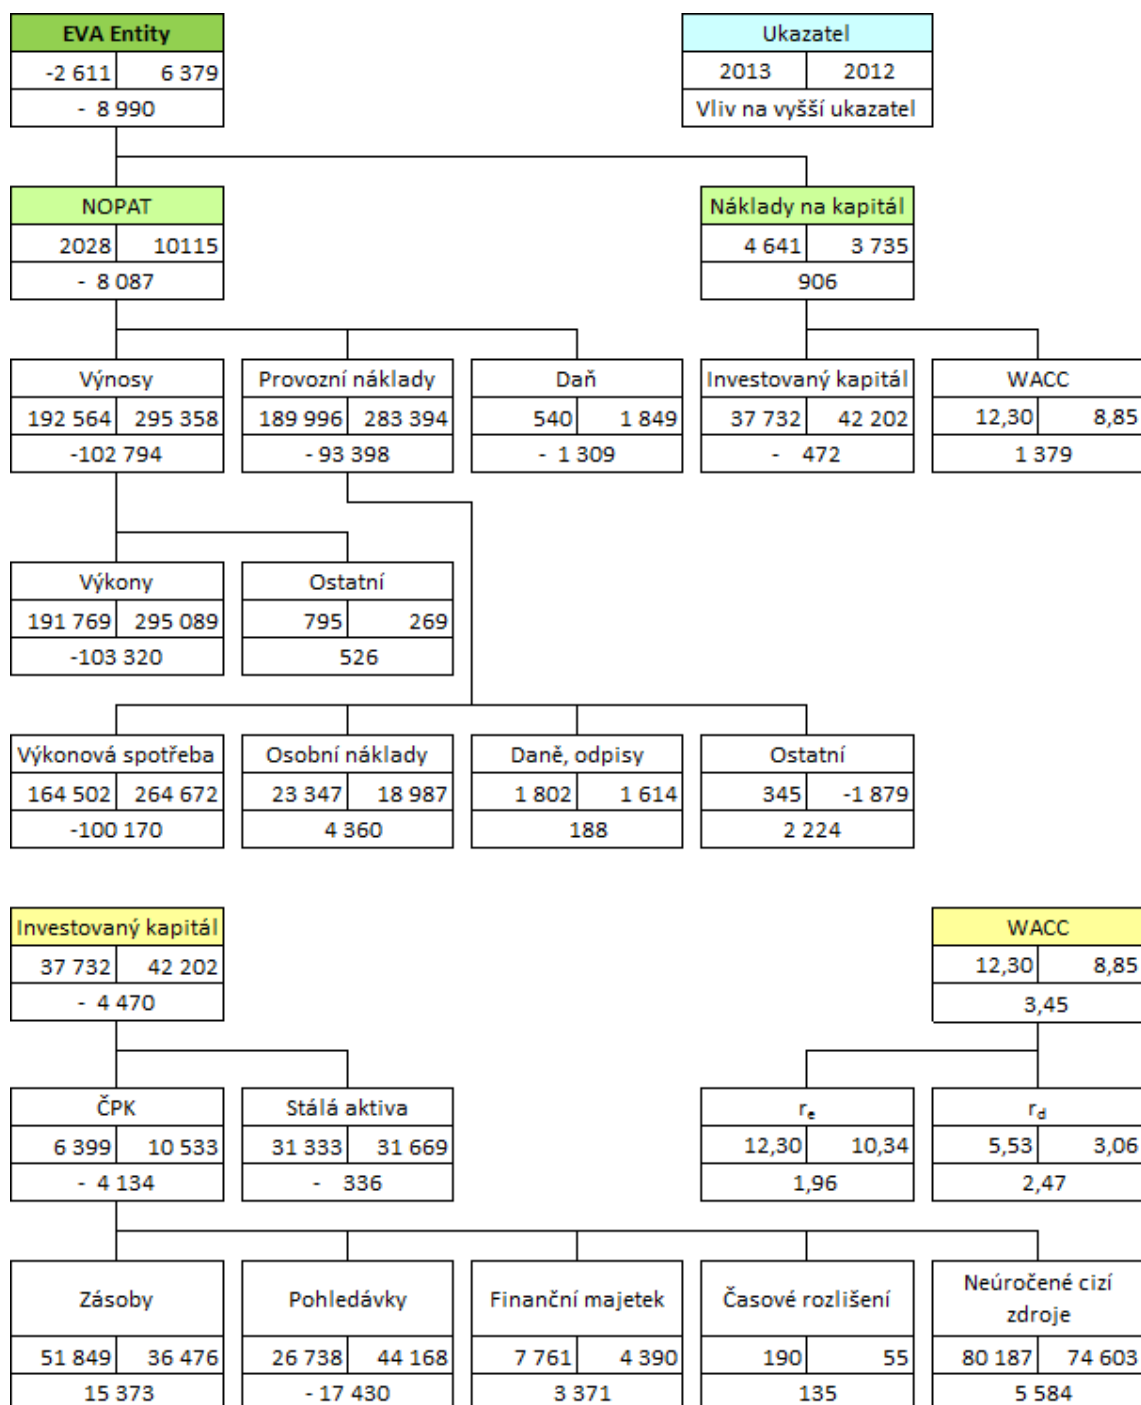 EVA Entity
-2 611 6 379
- 8 990
Ukazatel
2013 2012
Vliv na vyšší ukazatel
NOPAT
2028 10115
- 8 087
Náklady na kapitál
4 641 3 735
906
Výnosy
192 564 295 358
-102 794
Provozní náklady
189 996 283 394
- 93 398
Daň
540 1 849
- 1 309
Investovaný kapitál
37 732 42 202
- 472
WACC
12,30 8,85
1 379
Výkony
191 769 295 089
-103 320
Ostatní
795 269
526
Výkonová spotřeba
164 502 264 672
-100 170
Osobní náklady
23 347 18 987
4 360
Daně, odpisy
1 802 1 614
188
Ostatní
345 -1 879
2 224
Investovaný kapitál
37 732 42 202
- 4 470
WACC
12,30 8,85
3,45
ČPK
6 399 10 533
- 4 134
Stálá aktiva
31 333 31 669
- 336
re
12,30 10,34
1,96
rd
5,53 3,06
2,47
Zásoby
51 849 36 476
15 373
Pohledávky
26 738 44 168
- 17 430
Finanční majetek
7 761 4 390
3 371
Časové rozlišení
190 55
135
Neúročené cizí
zdroje
80 187 74 603
5 584